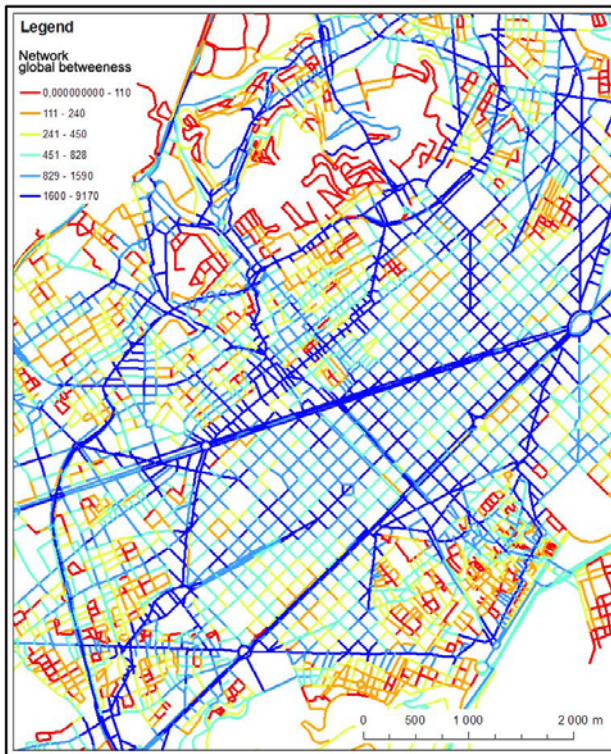 Legend
Network
global betweeness
0,000000000 - 110
111 - 240
241 - 450
451 - 828
829 - 1590
1600 - 9170
0 500 1 000 2 000 m